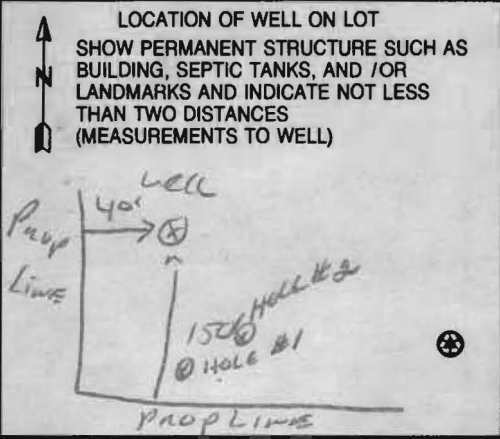 LOCATION OF WELL ON LOT
SHOW PERMANENT STRUCTURE SUCH AS
BUILDING, SEPTIC TANKS, AND /OR
LANDMARKS AND INDICATE NOT LESS
THAN TWO DISTANCES
(MEASUREMENTS TO WELL)
N
well
40'
Prop
Line
HOLE #2
150'
HOLE #1
PROP LINE